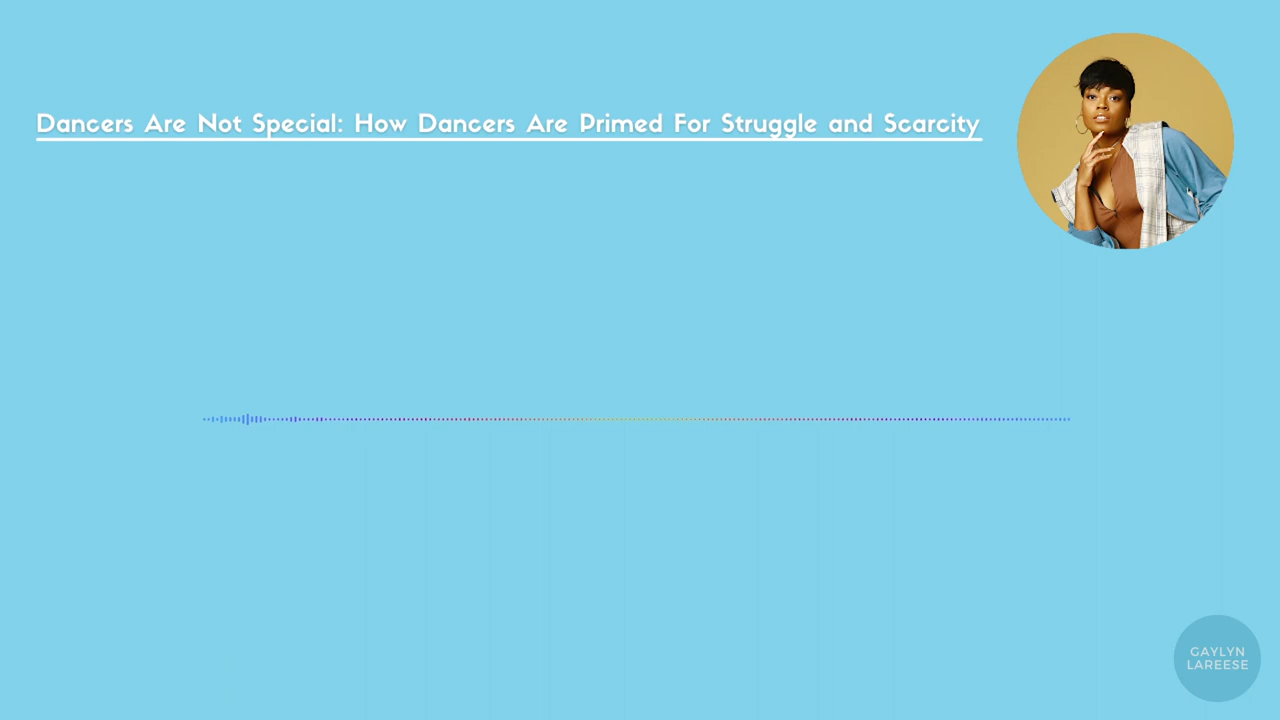 Dancers Are Not Special: How Dancers Are Primed For Struggle and Scarcity
GAYLYN
LAREESE